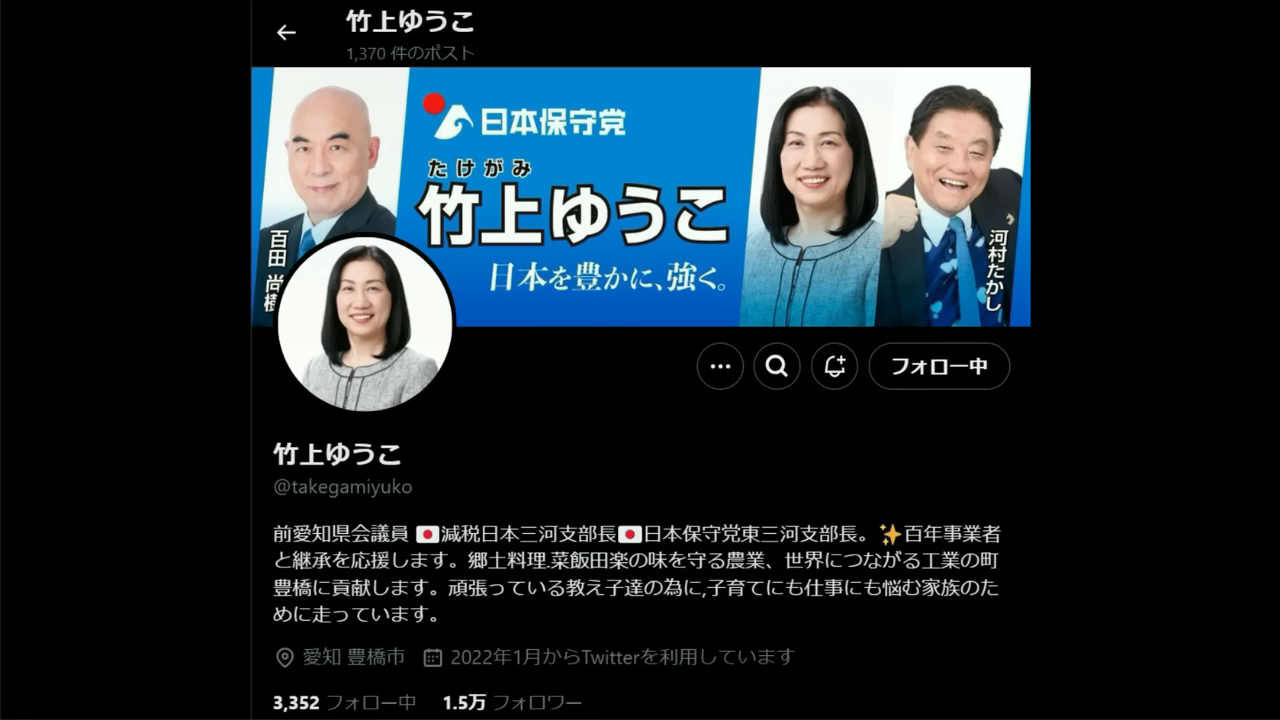 竹上ゆうこ
1,370 件のポスト
日本保守党
たけがみ
竹上ゆうこ
日本を豊かに、強く。
百田 尚樹
河村たかし
フォロー中
竹上ゆうこ
@takegamiyuko
前愛知県会議員 🇯🇵減税日本三河支部長🇯🇵日本保守党東三河支部長。✨百年事業者
と継承を応援します。郷土料理.菜飯田楽の味を守る農業、世界につながる工業の町
豊橋に貢献します。頑張っている教え子達の為に,子育てにも仕事にも悩む家族のた
めに走っています。
愛知 豊橋市 2022年1月からTwitterを利用しています
3,352 フォロー中 1.5万 フォロワー